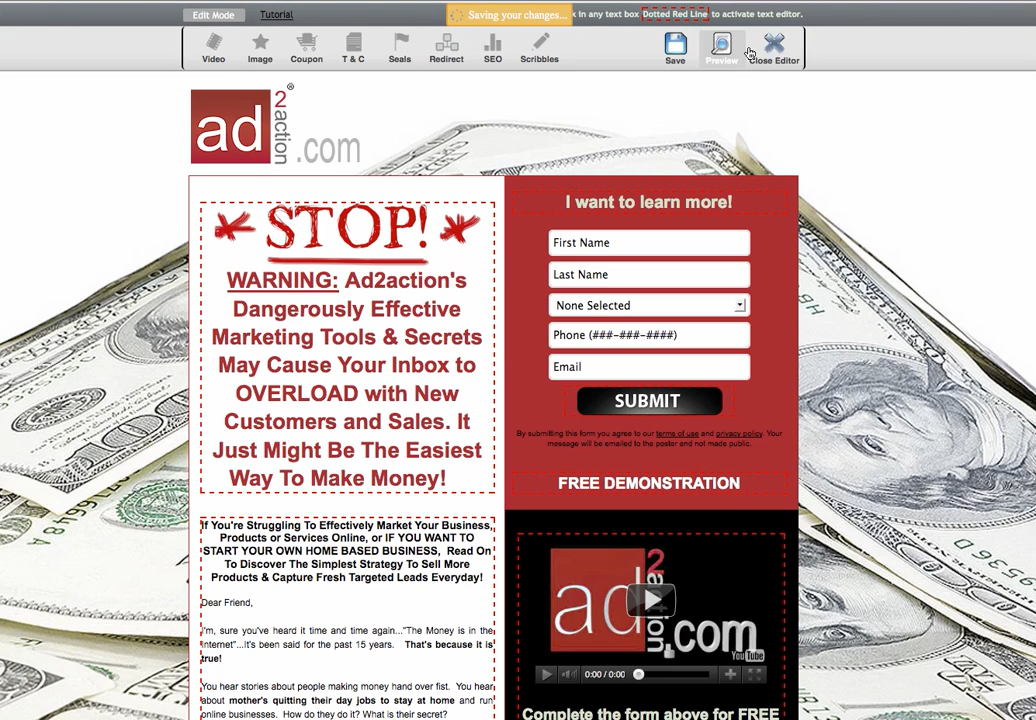 Edit Mode
Tutorial
Saving your changes...
k in any text box Dotted Red Line to activate text editor.
Video
Image
Coupon
T & C
Seals
Redirect
SEO
Scribbles
Save
Preview
Close Editor
ad2action.com
®
STOP!
WARNING: Ad2action's
Dangerously Effective
Marketing Tools & Secrets
May Cause Your Inbox to
OVERLOAD with New
Customers and Sales. It
Just Might Be The Easiest
Way To Make Money!
I want to learn more!
First Name
Last Name
None Selected
Phone (###-###-####)
Email
SUBMIT
By submitting this form you agree to our terms of use and privacy policy. Your
message will be emailed to the poster and not made public.
FREE DEMONSTRATION
If You're Struggling To Effectively Market Your Business,
Products or Services Online, or IF YOU WANT TO
START YOUR OWN HOME BASED BUSINESS, Read On
To Discover The Simplest Strategy To Sell More
Products & Capture Fresh Targeted Leads Everyday!
Dear Friend,
I'm, sure you've heard it time and time again..."The Money is in the
Internet"...It's been said for the past 15 years. That's because it is
true!
You hear stories about people making money hand over fist. You hear
about mother's quitting their day jobs to stay at home and run
online businesses. How do they do it? What is their secret?
ad2action.com
YouTube
0:00 / 0:00
Complete the form above for FREE